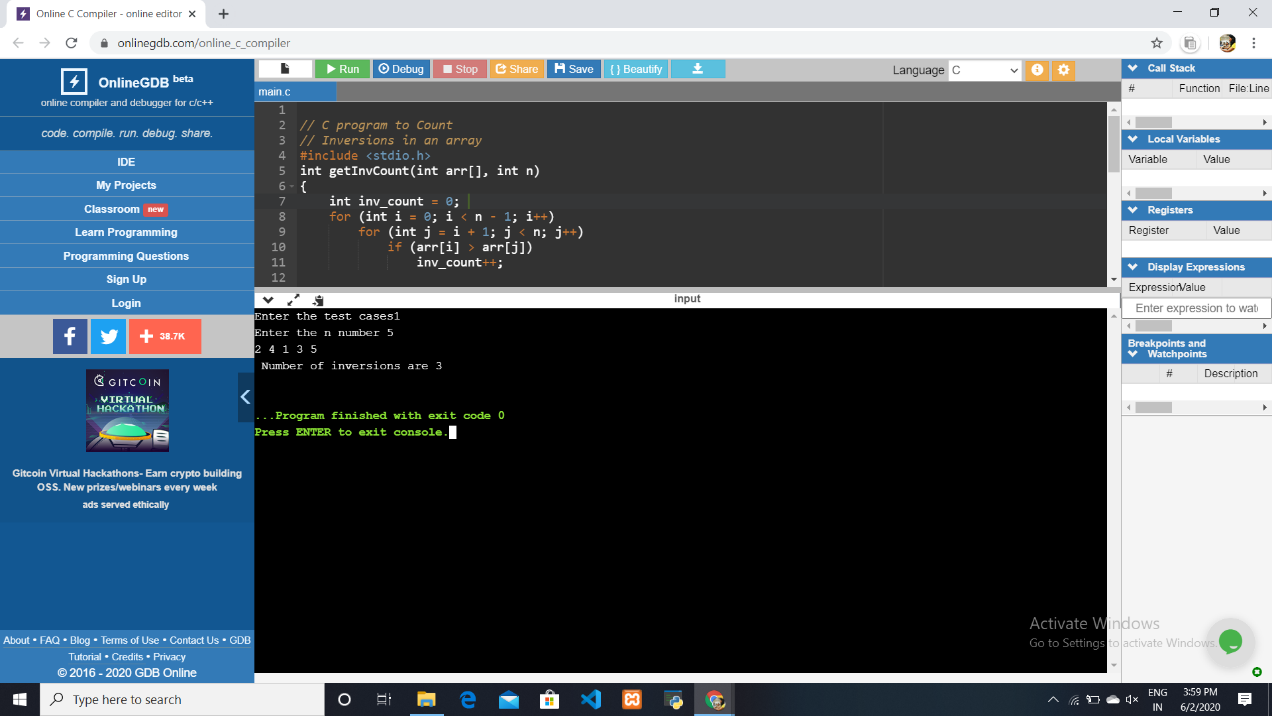 Online C Compiler - online editor
onlinegdb.com/online_c_compiler
OnlineGDB beta
online compiler and debugger for c/c++
code. compile. run. debug. share.
IDE
My Projects
Classroom new
Learn Programming
Programming Questions
Sign Up
Login
38.7K
GITCOIN
VIRTUAL
HACKATHON
Gitcoin Virtual Hackathons- Earn crypto building
OSS. New prizes/webinars every week
ads served ethically
About • FAQ • Blog • Terms of Use • Contact Us • GDB
Tutorial • Credits • Privacy
© 2016 - 2020 GDB Online
Run Debug Stop Share Save { } Beautify Language C
main.c
1
2 // C program to Count
3 // Inversions in an array
4 #include <stdio.h>
5 int getInvCount(int arr[], int n)
6 {
7 int inv_count = 0;
8 for (int i = 0; i < n - 1; i++)
9 for (int j = i + 1; j < n; j++)
10 if (arr[i] > arr[j])
11 inv_count++;
12
input
Enter the test cases1
Enter the n number 5
2 4 1 3 5
Number of inversions are 3
...Program finished with exit code 0
Press ENTER to exit console.
Call Stack
# Function File:Line
Local Variables
Variable Value
Registers
Register Value
Display Expressions
Expression Value
Enter expression to wat
Breakpoints and
Watchpoints
# Description
Activate Windows
Go to Settings to activate Windows.
Type here to search
ENG
IN
3:59 PM
6/2/2020